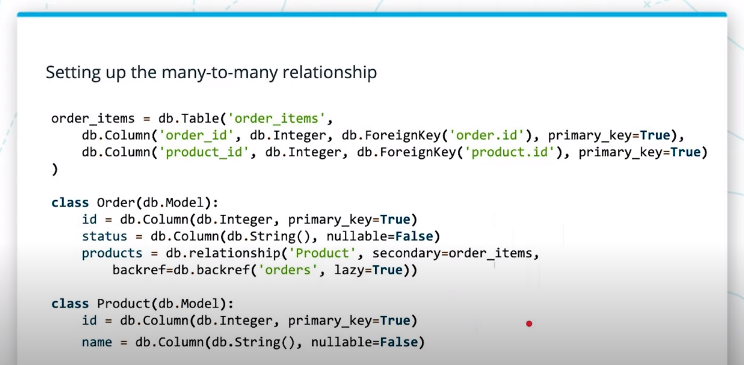 Setting up the many-to-many relationship
order_items = db.Table('order_items',
    db.Column('order_id', db.Integer, db.ForeignKey('order.id'), primary_key=True),
    db.Column('product_id', db.Integer, db.ForeignKey('product.id'), primary_key=True)
)
class Order(db.Model):
    id = db.Column(db.Integer, primary_key=True)
    status = db.Column(db.String(), nullable=False)
    products = db.relationship('Product', secondary=order_items,
        backref=db.backref('orders', lazy=True))
class Product(db.Model):
    id = db.Column(db.Integer, primary_key=True)
    name = db.Column(db.String(), nullable=False)